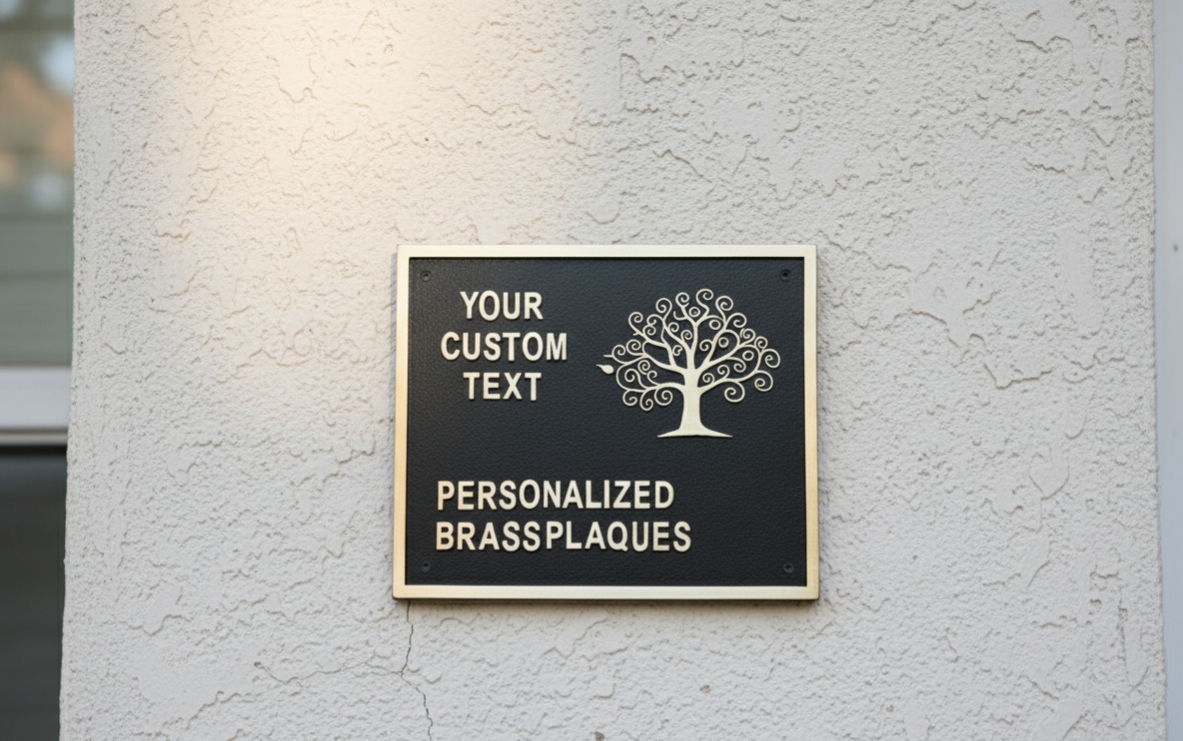 YOUR
CUSTOM
TEXT
PERSONALIZED
BRASSPLAQUES